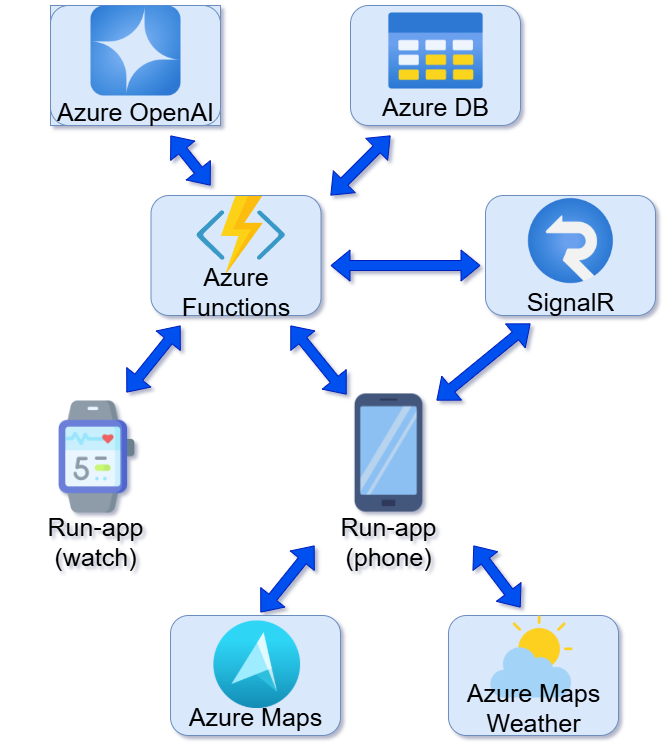 Azure OpenAI
Azure DB
Azure
Functions
SignalR
5
Run-app
(watch)
Run-app
(phone)
Azure Maps
Azure Maps
Weather